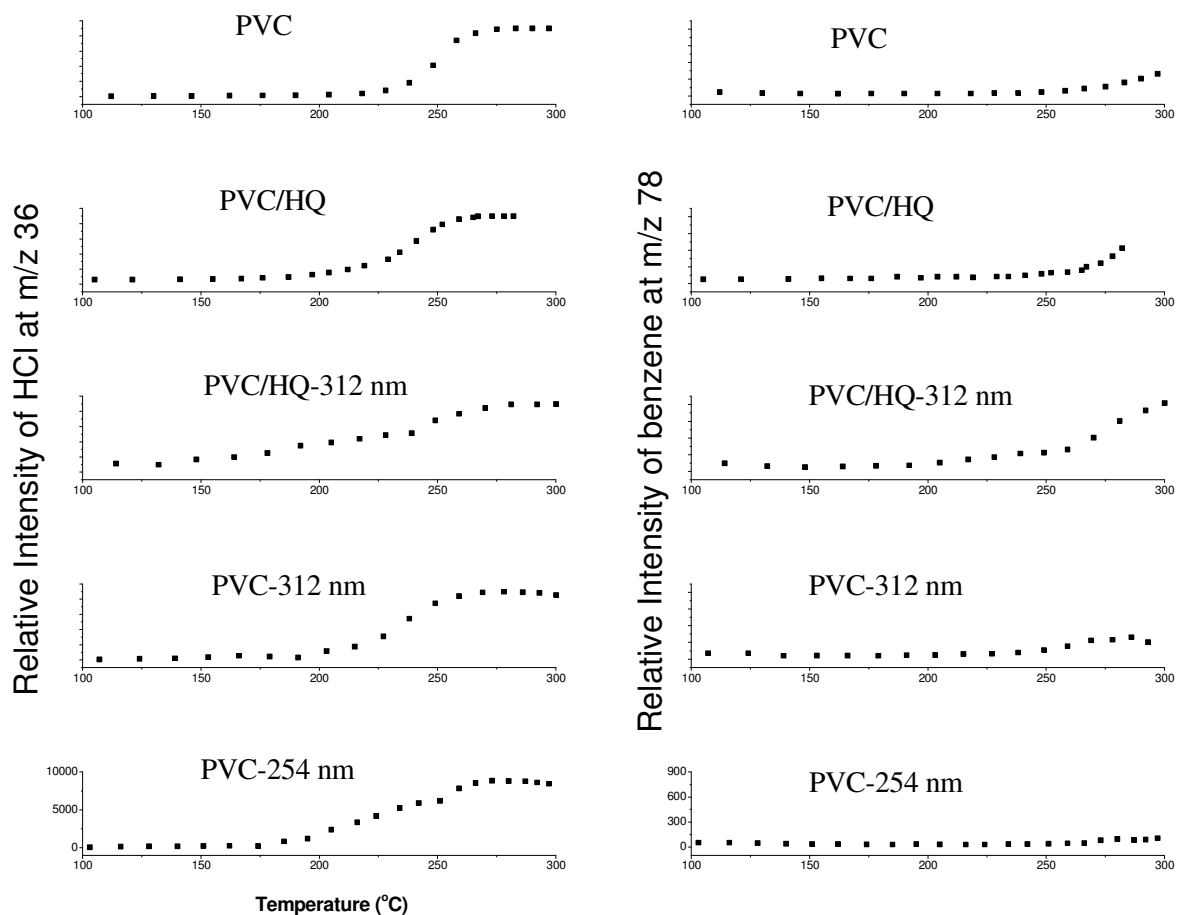 Relative Intensity of HCl at m/z 36
PVC
100 150 200 250 300
PVC/HQ
100 150 200 250 300
PVC/HQ-312 nm
100 150 200 250 300
PVC-312 nm
100 150 200 250 300
PVC-254 nm
10000
5000
0
100 150 200 250 300
Temperature (°C)
Relative Intensity of benzene at m/z 78
PVC
100 150 200 250 300
PVC/HQ
100 150 200 250 300
PVC/HQ-312 nm
100 150 200 250 300
PVC-312 nm
100 150 200 250 300
PVC-254 nm
900
600
300
0
100 150 200 250 300